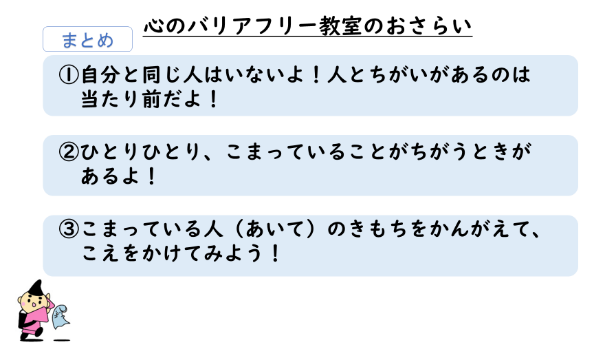 心のバリアフリー教室のおさらい
まとめ
①自分と同じ人はいないよ！人とちがいがあるのは
当たり前だよ！
②ひとりひとり、こまっていることがちがうときが
あるよ！
③こまっている人（あいて）のきもちをかんがえて、
こえをかけてみよう！